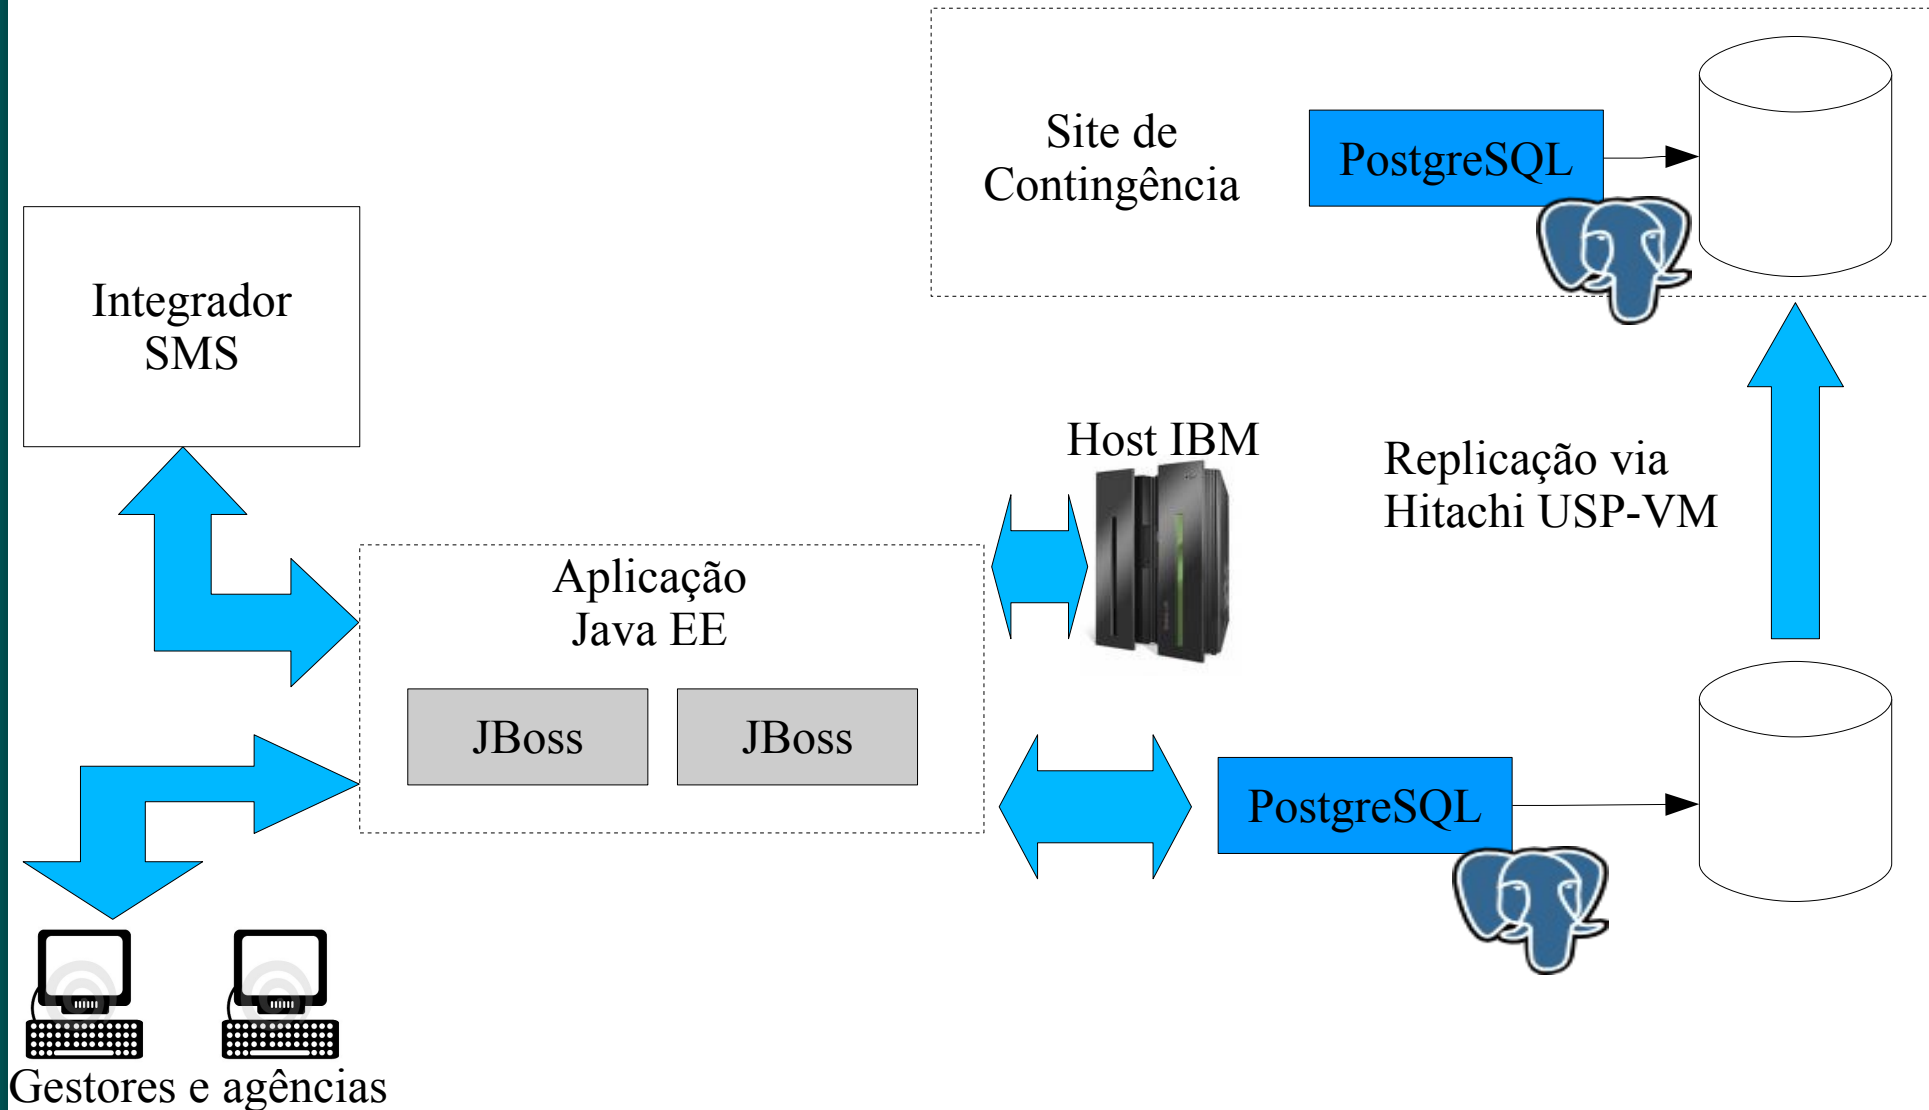 Site de
Contingência
PostgreSQL
Integrador
SMS
Host IBM
Replicação via
Hitachi USP-VM
Aplicação
Java EE
JBoss
JBoss
PostgreSQL
Gestores e agências